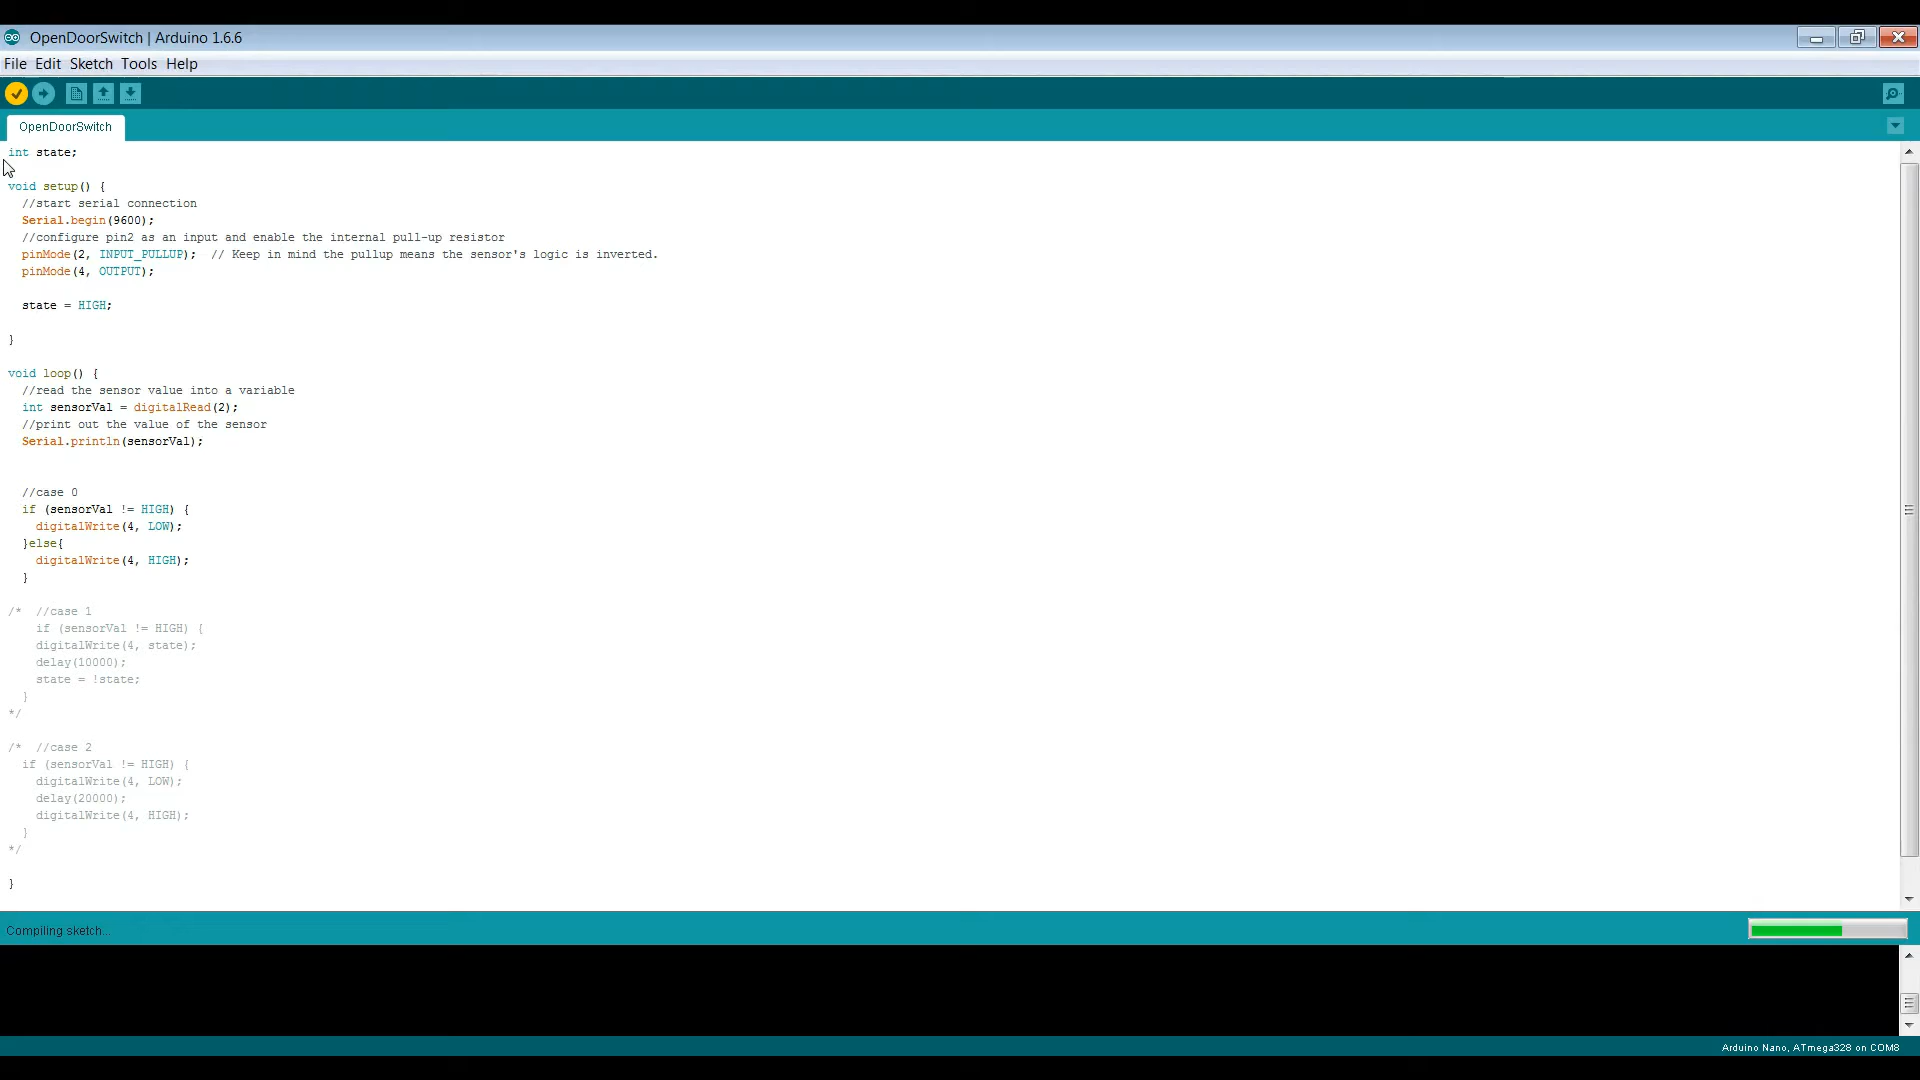 OpenDoorSwitch | Arduino 1.6.6
File Edit Sketch Tools Help
OpenDoorSwitch
int state;
void setup() {
//start serial connection
Serial.begin(9600);
//configure pin2 as an input and enable the internal pull-up resistor
pinMode(2, INPUT_PULLUP);  // Keep in mind the pullup means the sensor's logic is inverted.
pinMode(4, OUTPUT);
state = HIGH;
}
void loop() {
//read the sensor value into a variable
int sensorVal = digitalRead(2);
//print out the value of the sensor
Serial.println(sensorVal);
//case 0
if (sensorVal != HIGH) {
digitalWrite(4, LOW);
}else{
digitalWrite(4, HIGH);
}
/*  //case 1
if (sensorVal != HIGH) {
digitalWrite(4, state);
delay(10000);
state = !state;
}
*/
/*  //case 2
if (sensorVal != HIGH) {
digitalWrite(4, LOW);
delay(20000);
digitalWrite(4, HIGH);
}
*/
}
Compiling sketch...
Arduino Nano, ATmega328 on COM8